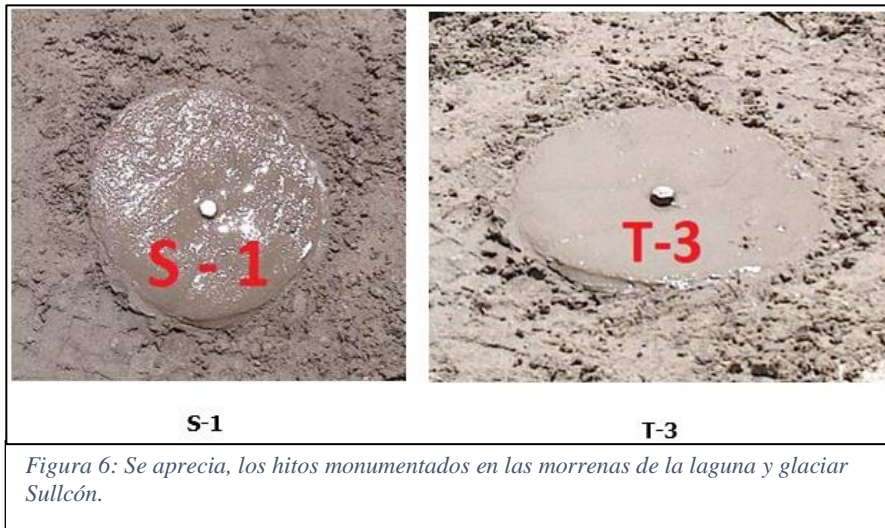 S - 1
T-3
S-1
T-3
Figura 6: Se aprecia, los hitos monumentados en las morrenas de la laguna y glaciar
Sullcón.